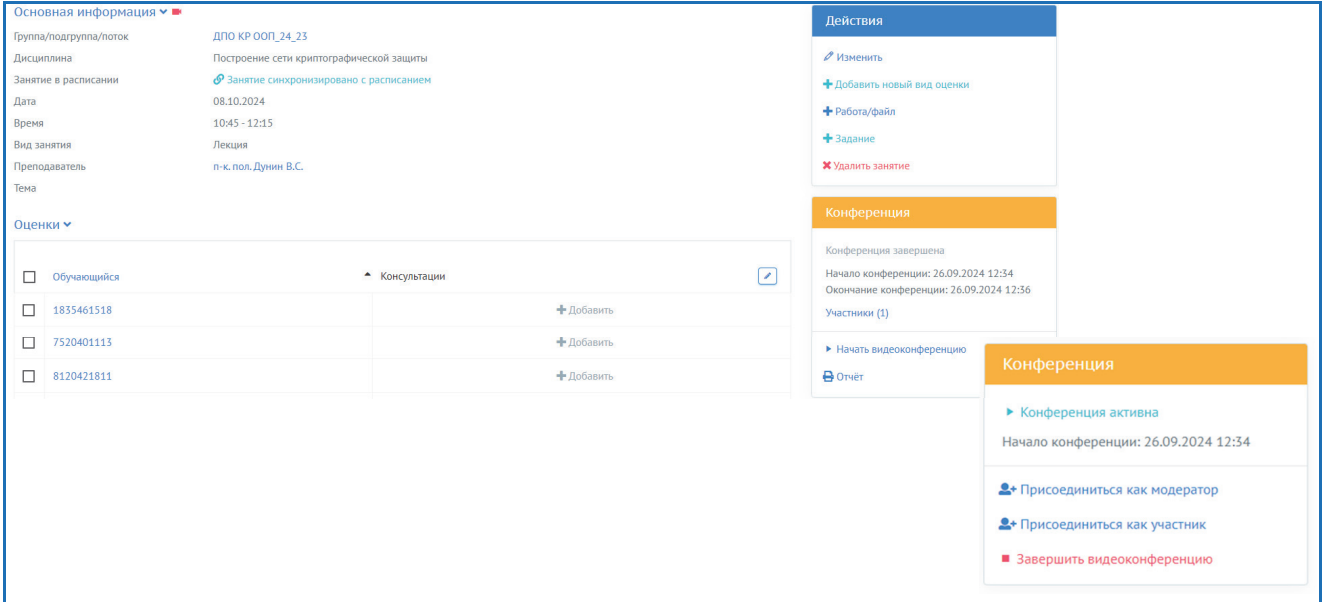 Основная информация
Группа/подгруппа/поток ДПО КР ООП_24_23
Дисциплина Построение сети криптографической защиты
Занятие в расписании Занятие синхронизировано с расписанием
Дата 08.10.2024
Время 10:45 - 12:15
Вид занятия Лекция
Преподаватель п-к. пол. Дунин В.С.
Тема
Оценки
Обучающийся Консультации
1835461518 Добавить
7520401113 Добавить
8120421811 Добавить
Действия
Изменить
Добавить новый вид оценки
Работа/файл
Задание
Удалить занятие
Конференция
Конференция завершена
Начало конференции: 26.09.2024 12:34
Окончание конференции: 26.09.2024 12:36
Участники (1)
Начать видеоконференцию
Отчёт
Конференция
Конференция активна
Начало конференции: 26.09.2024 12:34
Присоединиться как модератор
Присоединиться как участник
Завершить видеоконференцию